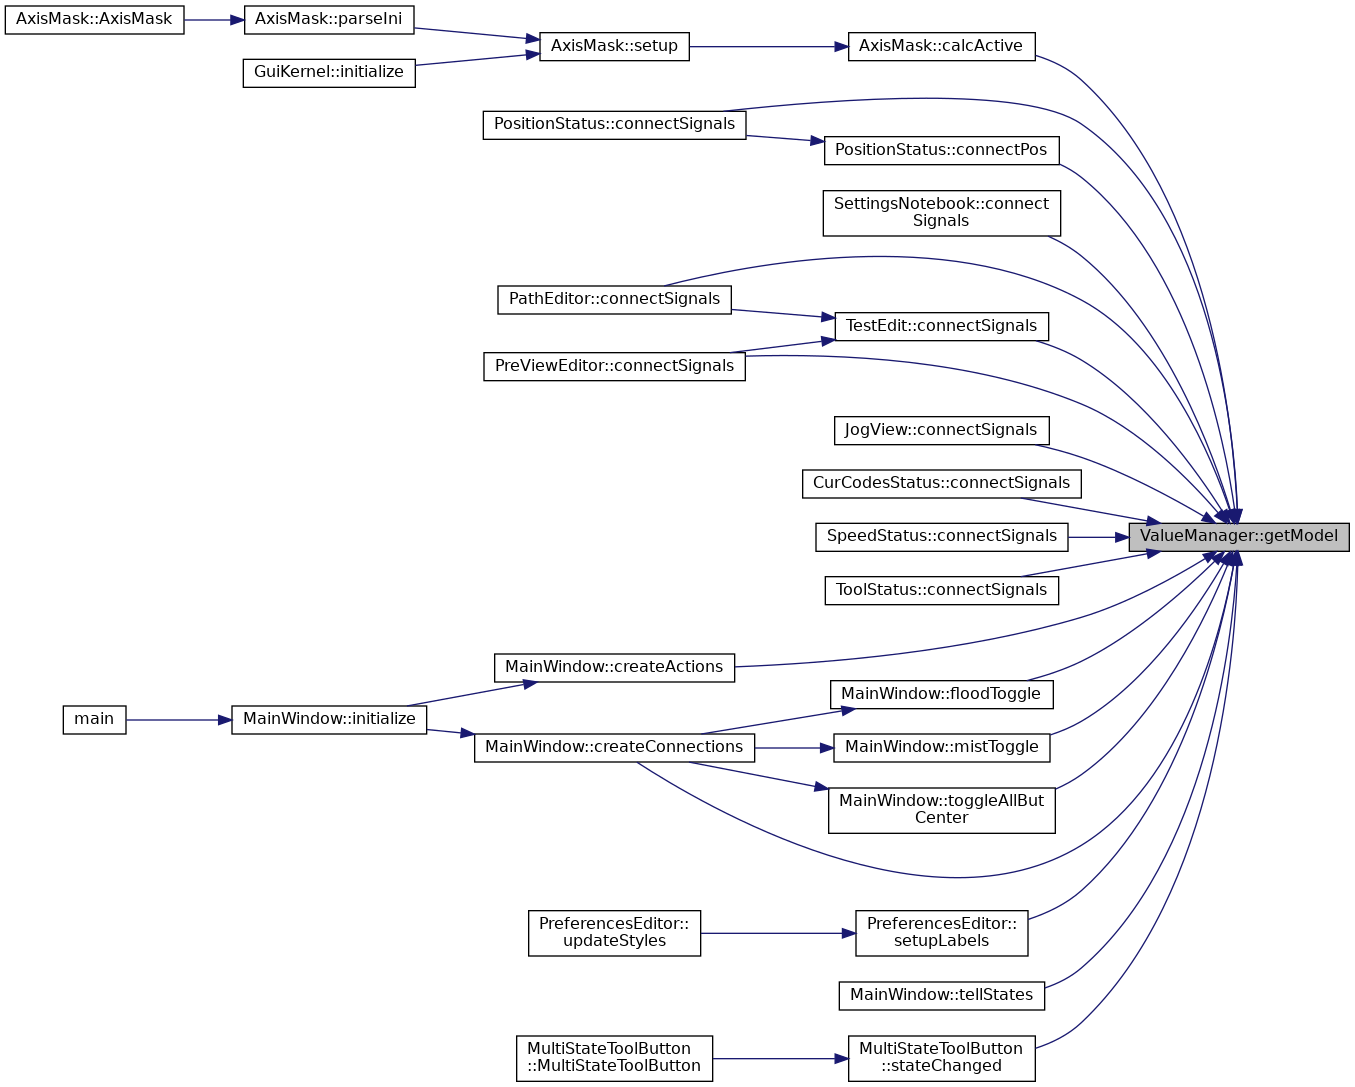 AxisMask::AxisMask
AxisMask::parseIni
GuiKernel::initialize
AxisMask::setup
AxisMask::calcActive
PositionStatus::connectSignals
PositionStatus::connectPos
SettingsNotebook::connect
Signals
PathEditor::connectSignals
TestEdit::connectSignals
PreViewEditor::connectSignals
JogView::connectSignals
CurCodesStatus::connectSignals
SpeedStatus::connectSignals
ValueManager::getModel
ToolStatus::connectSignals
MainWindow::createActions
MainWindow::floodToggle
main
MainWindow::initialize
MainWindow::createConnections
MainWindow::mistToggle
MainWindow::toggleAllBut
Center
PreferencesEditor::
updateStyles
PreferencesEditor::
setupLabels
MainWindow::tellStates
MultiStateToolButton
::MultiStateToolButton
MultiStateToolButton
::stateChanged